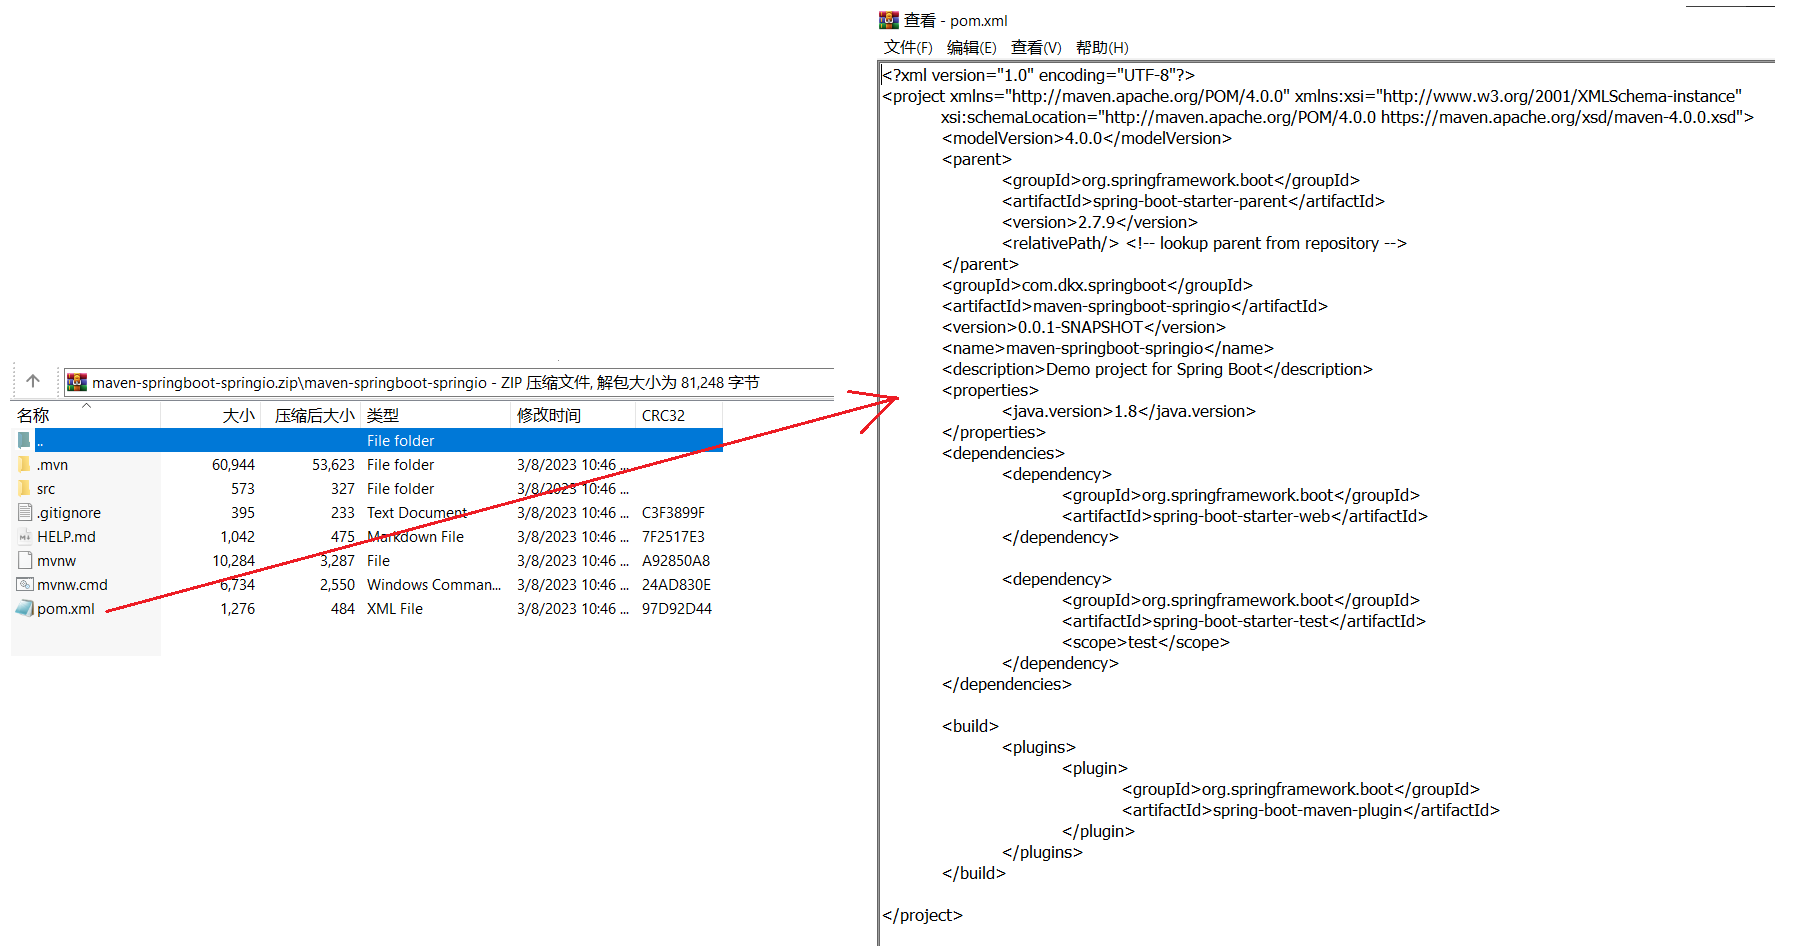 maven-springboot-springio.zip\maven-springboot-springio - ZIP 压缩文件, 解包大小为 81,248 字节
名称 大小 压缩后大小 类型 修改时间 CRC32
.. File folder
.mvn 60,944 53,623 File folder 3/8/2023 10:46 ...
src 573 327 File folder 3/8/2023 10:46 ...
.gitignore 395 233 Text Document 3/8/2023 10:46 ... C3F3899F
HELP.md 1,042 475 Markdown File 3/8/2023 10:46 ... 7F2517E3
mvnw 10,284 3,287 File 3/8/2023 10:46 ... A92850A8
mvnw.cmd 6,734 2,550 Windows Comman... 3/8/2023 10:46 ... 24AD830E
pom.xml 1,276 484 XML File 3/8/2023 10:46 ... 97D92D44
查看 - pom.xml
文件(F) 编辑(E) 查看(V) 帮助(H)
<?xml version="1.0" encoding="UTF-8"?>
<project xmlns="http://maven.apache.org/POM/4.0.0" xmlns:xsi="http://www.w3.org/2001/XMLSchema-instance"
xsi:schemaLocation="http://maven.apache.org/POM/4.0.0 https://maven.apache.org/xsd/maven-4.0.0.xsd">
<modelVersion>4.0.0</modelVersion>
<parent>
<groupId>org.springframework.boot</groupId>
<artifactId>spring-boot-starter-parent</artifactId>
<version>2.7.9</version>
<relativePath/> <!-- lookup parent from repository -->
</parent>
<groupId>com.dkx.springboot</groupId>
<artifactId>maven-springboot-springio</artifactId>
<version>0.0.1-SNAPSHOT</version>
<name>maven-springboot-springio</name>
<description>Demo project for Spring Boot</description>
<properties>
<java.version>1.8</java.version>
</properties>
<dependencies>
<dependency>
<groupId>org.springframework.boot</groupId>
<artifactId>spring-boot-starter-web</artifactId>
</dependency>
<dependency>
<groupId>org.springframework.boot</groupId>
<artifactId>spring-boot-starter-test</artifactId>
<scope>test</scope>
</dependency>
</dependencies>
<build>
<plugins>
<plugin>
<groupId>org.springframework.boot</groupId>
<artifactId>spring-boot-maven-plugin</artifactId>
</plugin>
</plugins>
</build>
</project>